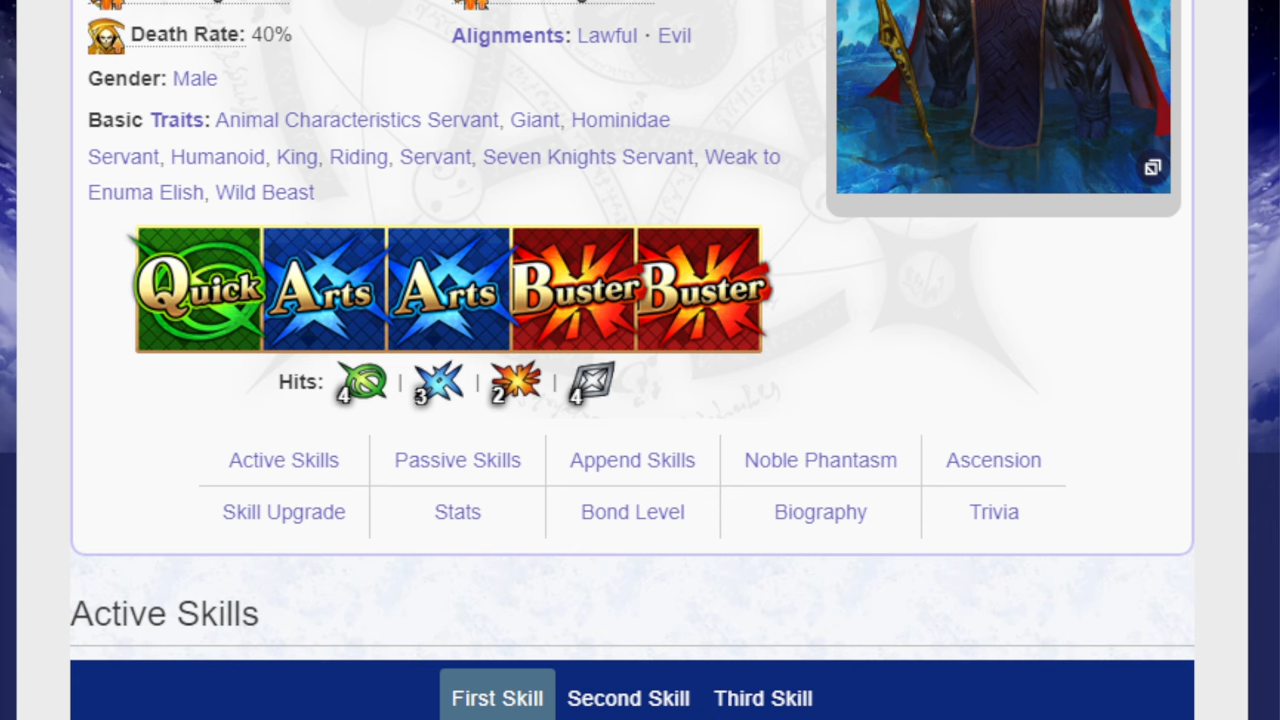 Death Rate: 40%
Alignments: Lawful · Evil
Gender: Male
Basic Traits: Animal Characteristics Servant, Giant, Hominidae
Servant, Humanoid, King, Riding, Servant, Seven Knights Servant, Weak to
Enuma Elish, Wild Beast
Quick Arts Arts Buster Buster
Hits: 4 | 3 | 2 | 4
Active Skills Passive Skills Append Skills Noble Phantasm Ascension
Skill Upgrade Stats Bond Level Biography Trivia
Active Skills
First Skill Second Skill Third Skill